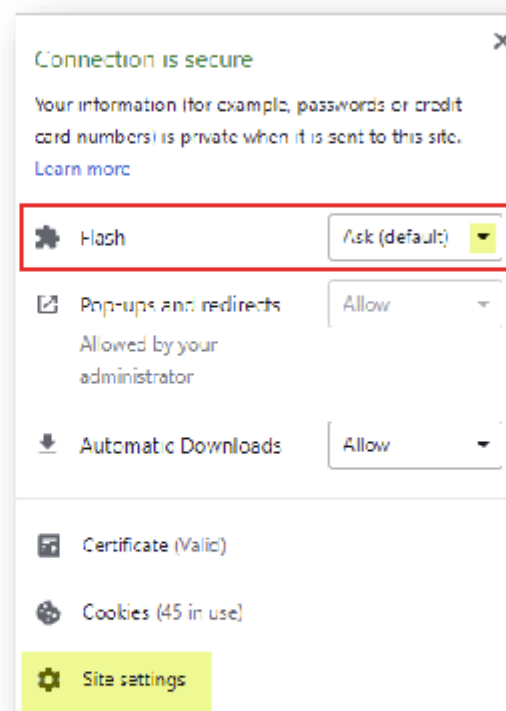 Connection is secure
Your information (for example, passwords or credit
card numbers) is private when it is sent to this site.
Learn more
Flash Ask (default)
Pop-ups and redirects Allow
Allowed by your
administrator
Automatic Downloads Allow
Certificate (Valid)
Cookies (45 in use)
Site settings